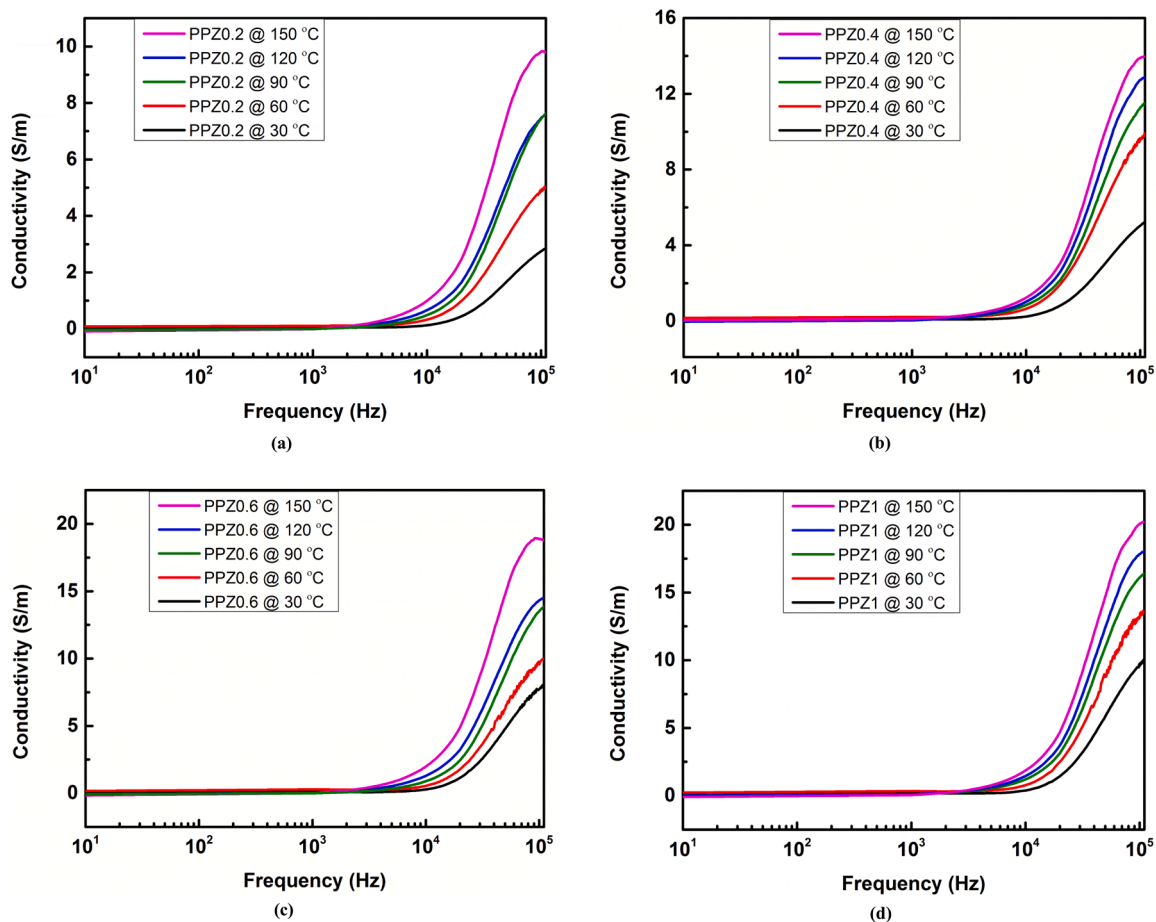 PPZ0.2 @ 150 °C
PPZ0.2 @ 120 °C
PPZ0.2 @ 90 °C
PPZ0.2 @ 60 °C
PPZ0.2 @ 30 °C
10
8
6
4
2
0
Conductivity (S/m)
10^1 10^2 10^3 10^4 10^5
Frequency (Hz)
(a)
PPZ0.4 @ 150 °C
PPZ0.4 @ 120 °C
PPZ0.4 @ 90 °C
PPZ0.4 @ 60 °C
PPZ0.4 @ 30 °C
16
12
8
4
0
Conductivity (S/m)
10^1 10^2 10^3 10^4 10^5
Frequency (Hz)
(b)
PPZ0.6 @ 150 °C
PPZ0.6 @ 120 °C
PPZ0.6 @ 90 °C
PPZ0.6 @ 60 °C
PPZ0.6 @ 30 °C
20
15
10
5
0
Conductivity (S/m)
10^1 10^2 10^3 10^4 10^5
Frequency (Hz)
(c)
PPZ1 @ 150 °C
PPZ1 @ 120 °C
PPZ1 @ 90 °C
PPZ1 @ 60 °C
PPZ1 @ 30 °C
20
15
10
5
0
Conductivity (S/m)
10^1 10^2 10^3 10^4 10^5
Frequency (Hz)
(d)